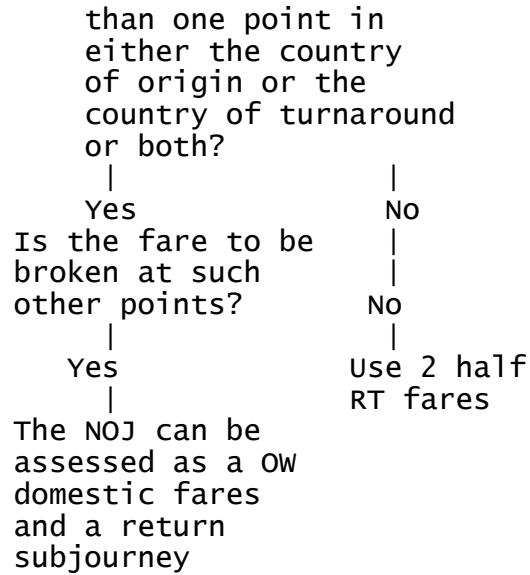 than one point in
either the country
of origin or the
country of turnaround
or both?
|                |
Yes              No
Is the fare to be    |
broken at such       |
other points?      No
|                |
Yes            Use 2 half
|              RT fares
The NOJ can be
assessed as a OW
domestic fares
and a return
subjourney